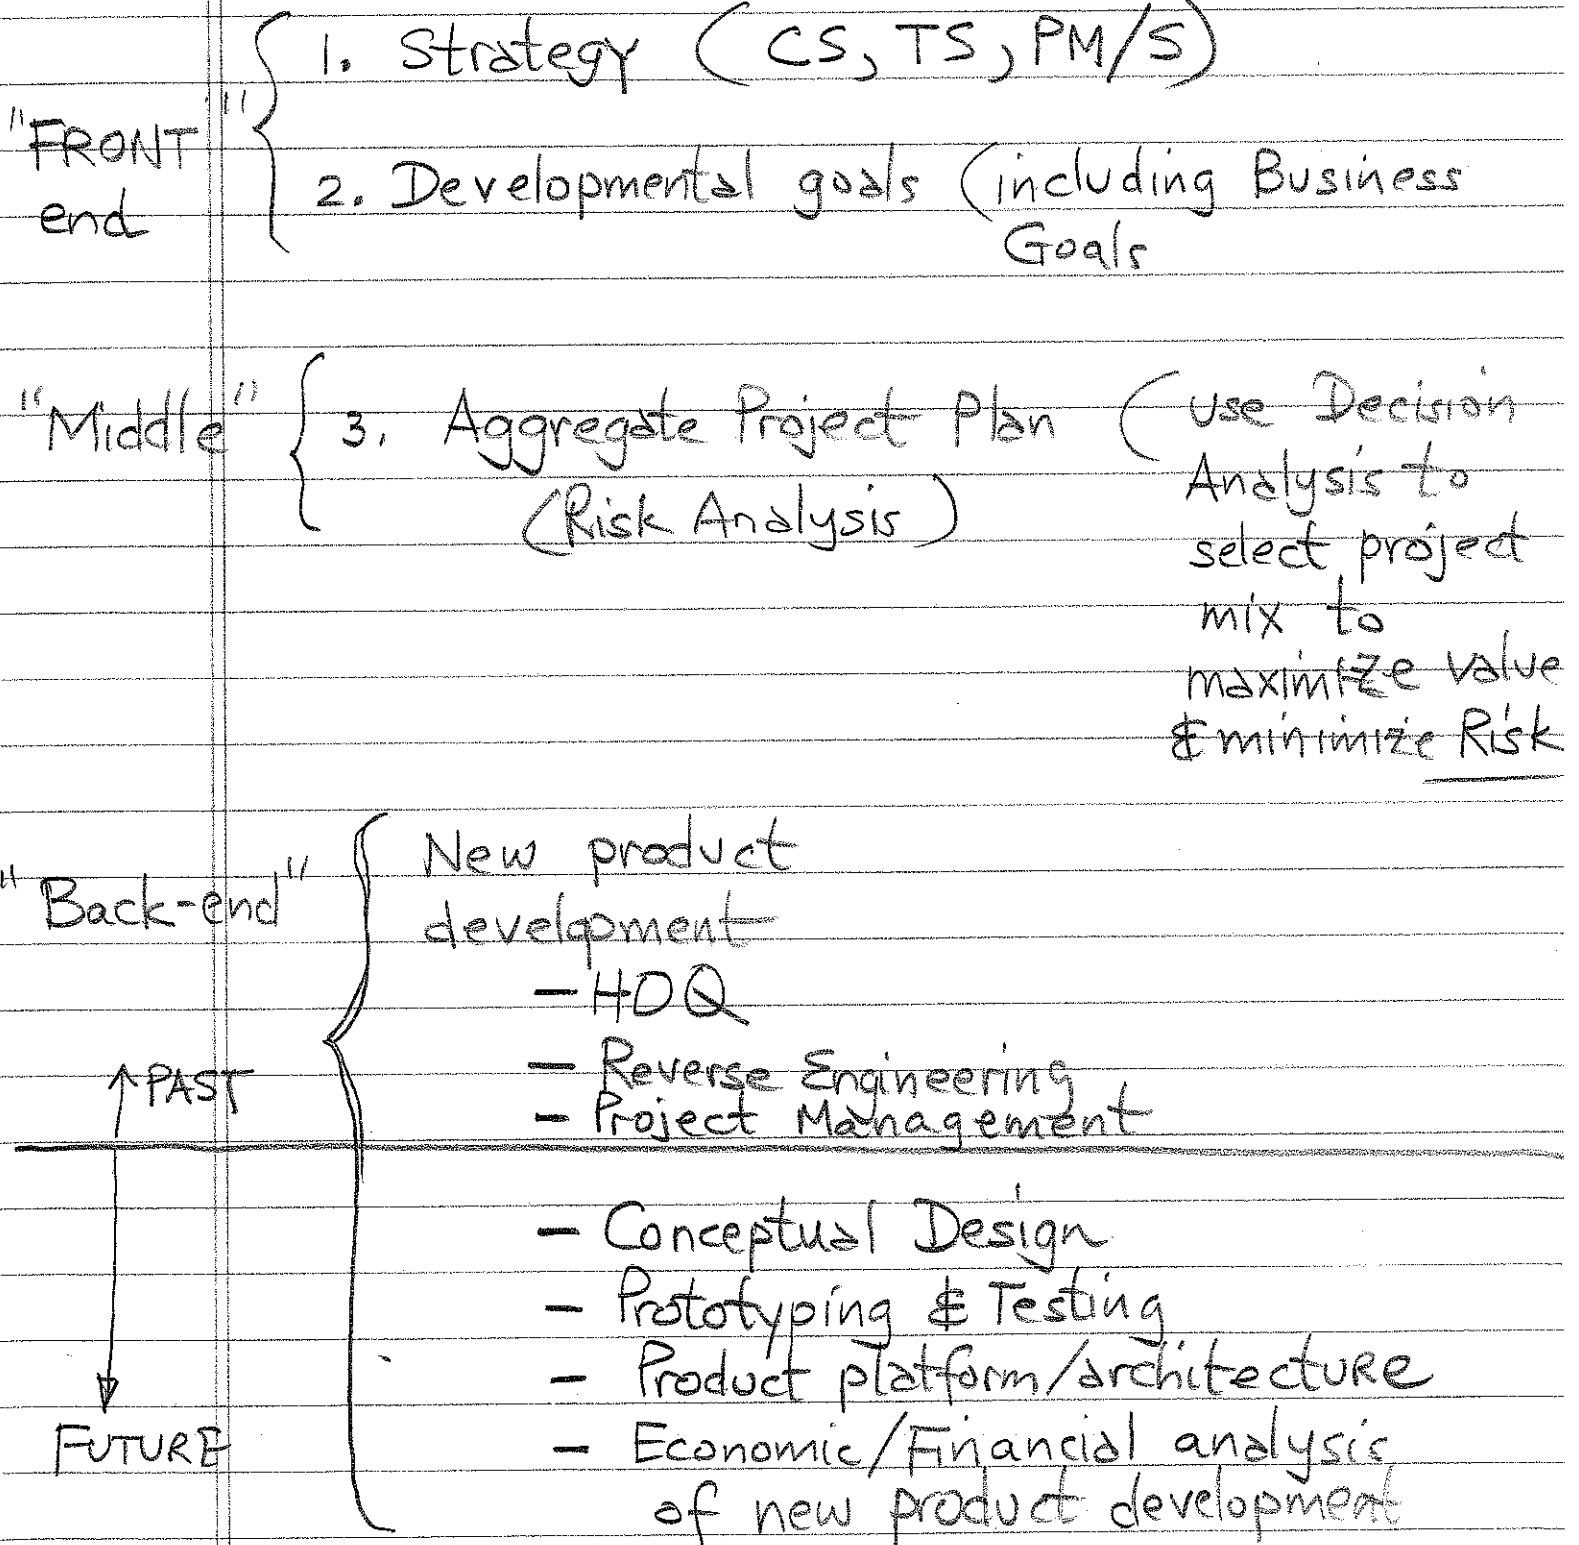 1. Strategy (CS, TS, PM/S)
"FRONT"
end
2. Developmental goals (including Business
Goals
"Middle"
3. Aggregate Project Plan (use Decision
(Risk Analysis)
Analysis to
select project
mix to
maximize value
& minimize Risk
"Back-end"
New product
development
— HOQ
— Reverse Engineering
↑ PAST
— Project Management
— Conceptual Design
— Prototyping & Testing
— Product platform/architecture
FUTURE
— Economic/Financial analysis
of new product development